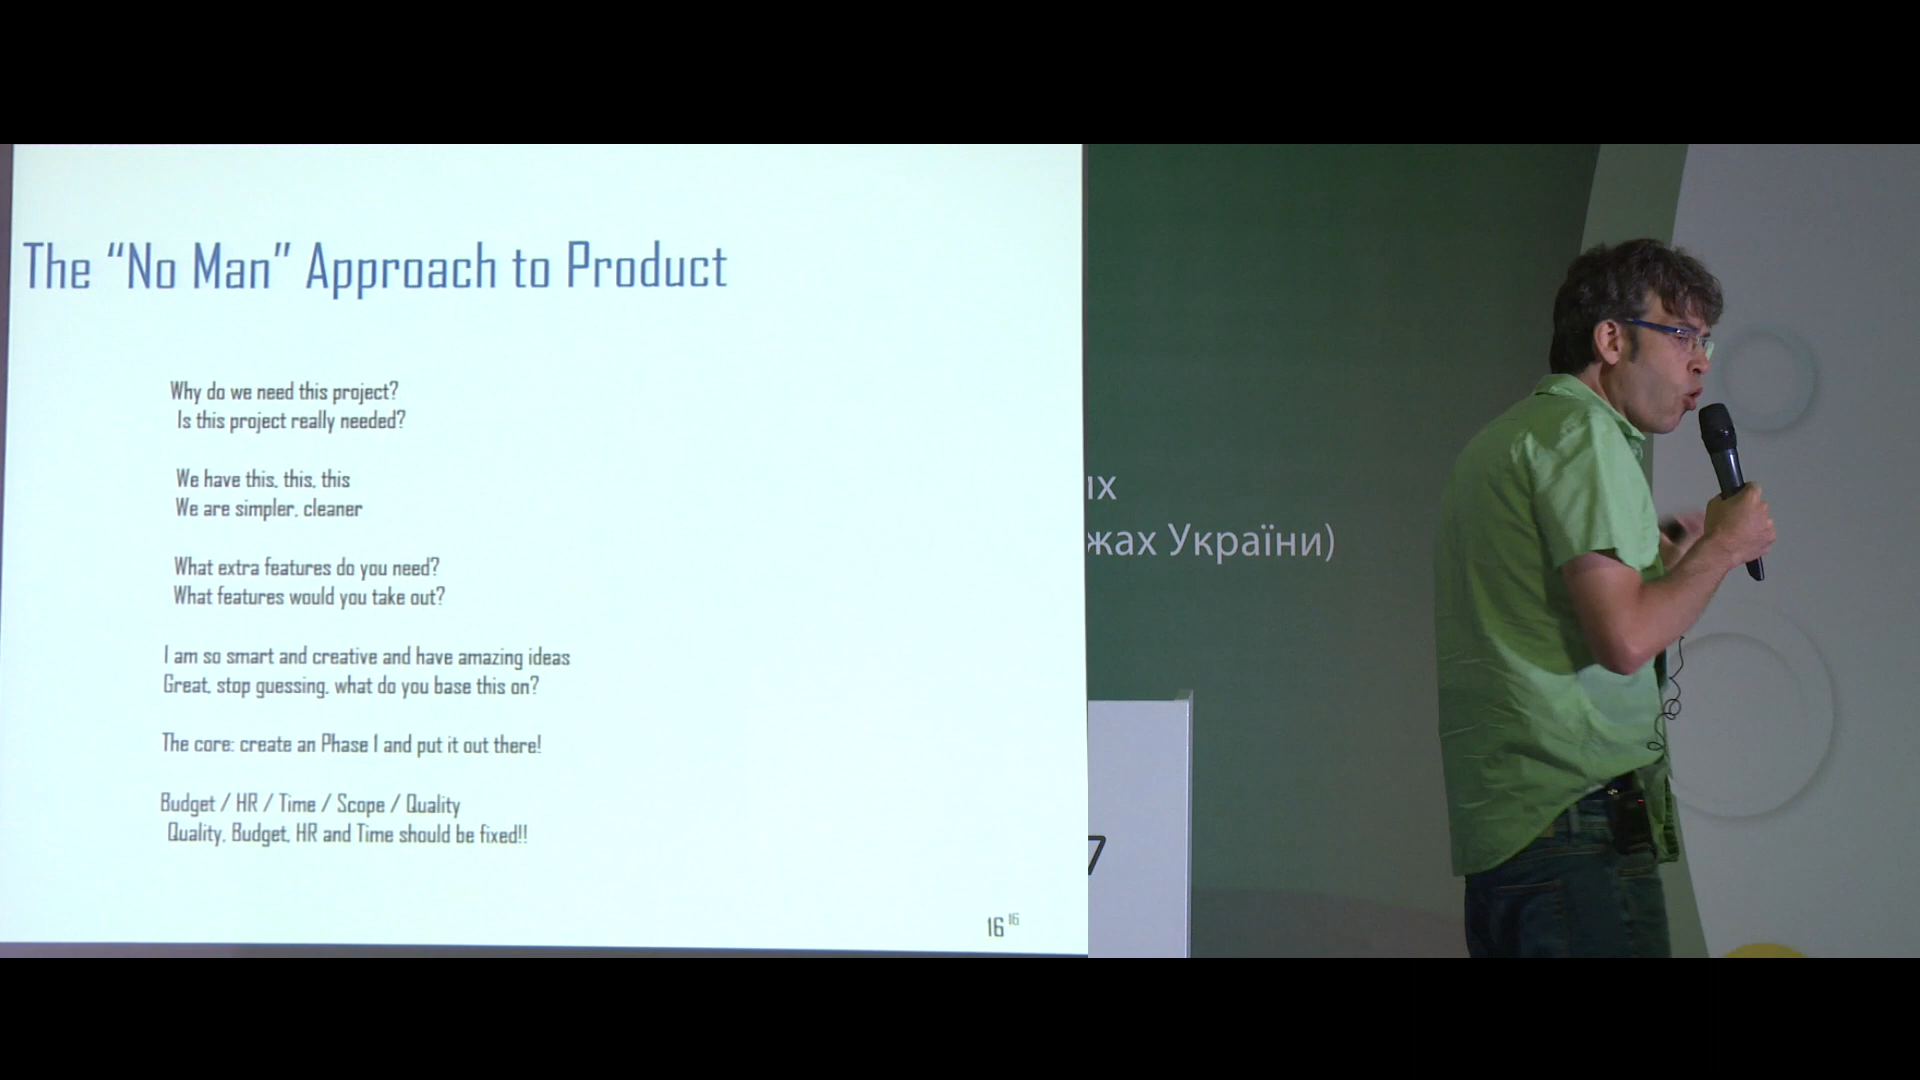 The “No Man” Approach to Product
Why do we need this project?
Is this project really needed?
We have this, this, this
We are simpler, cleaner
What extra features do you need?
What features would you take out?
I am so smart and creative and have amazing ideas
Great, stop guessing, what do you base this on?
The core: create an Phase 1 and put it out there!
Budget / HR / Time / Scope / Quality
Quality, Budget, HR and Time should be fixed!!
16 16
их
жах України)
7